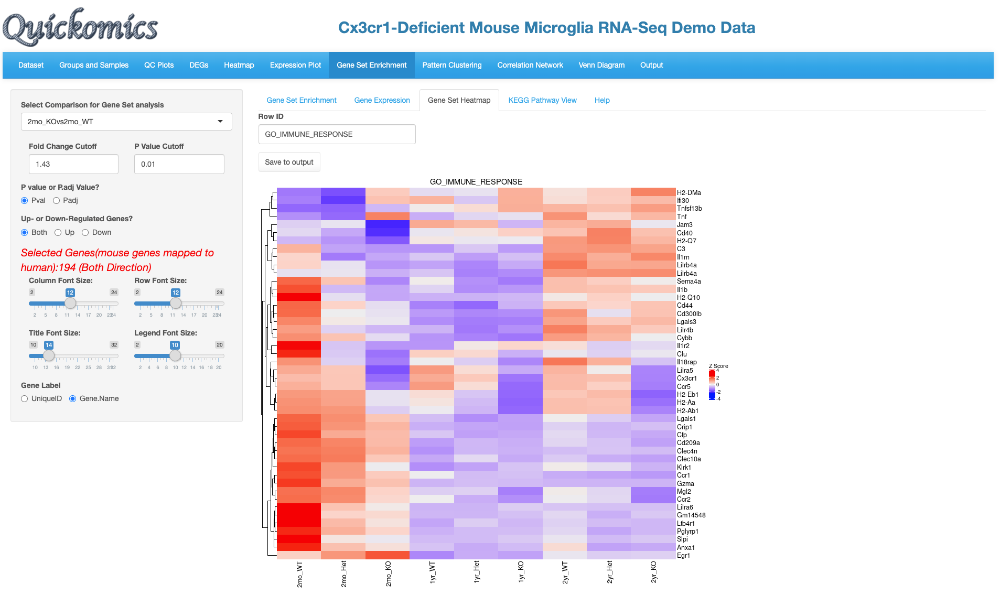 Quickomics
Cx3cr1-Deficient Mouse Microglia RNA-Seq Demo Data
Dataset Groups and Samples QC Plots DEGs Heatmap Expression Plot Gene Set Enrichment Pattern Clustering Correlation Network Venn Diagram Output
Select Comparison for Gene Set analysis
2mo_KOvs2mo_WT
Fold Change Cutoff P Value Cutoff
1.43 0.01
P value or P.adj Value?
Pval Padj
Up- or Down-Regulated Genes?
Both Up Down
Selected Genes(mouse genes mapped to
human):194 (Both Direction)
Column Font Size: Row Font Size:
2 12 24 2 12 24
2 5 8 11 14 17 20 23 24 2 5 8 11 14 17 20 23 24
Title Font Size: Legend Font Size:
10 14 32 2 10 20
10 13 16 19 22 25 28 31 32 2 4 6 8 10 12 14 16 18 20
Gene Label
UniqueID Gene.Name
Gene Set Enrichment Gene Expression Gene Set Heatmap KEGG Pathway View Help
Row ID
GO_IMMUNE_RESPONSE
Save to output
GO_IMMUNE_RESPONSE
H2-DMa
Ifi30
Tnfsf13b
Tnf
Jam3
Cd40
H2-Q7
C3
Il1rn
Lilrb4a
Lilrb4a
Sema4a
Il1b
H2-Q10
Cd44
Cd300lb
Lgals3
Lilr4b
Cybb
Il1r2
Clu
Il18rap
Lilra5
Cx3cr1
Ccr5
H2-Eb1
H2-Aa
H2-Ab1
Lgals1
Crip1
Cfp
Cd209a
Clec4n
Clec10a
Klrk1
Ccr1
Gzma
Mgl2
Ccr2
Lilra6
Gm14548
Ltb4r1
Pglyrp1
Slpi
Anxa1
Egr1
2mo_WT 2mo_Het 2mo_KO 1yr_WT 1yr_Het 1yr_KO 2yr_WT 2yr_Het 2yr_KO
Z Score
4
2
0
-2
-4